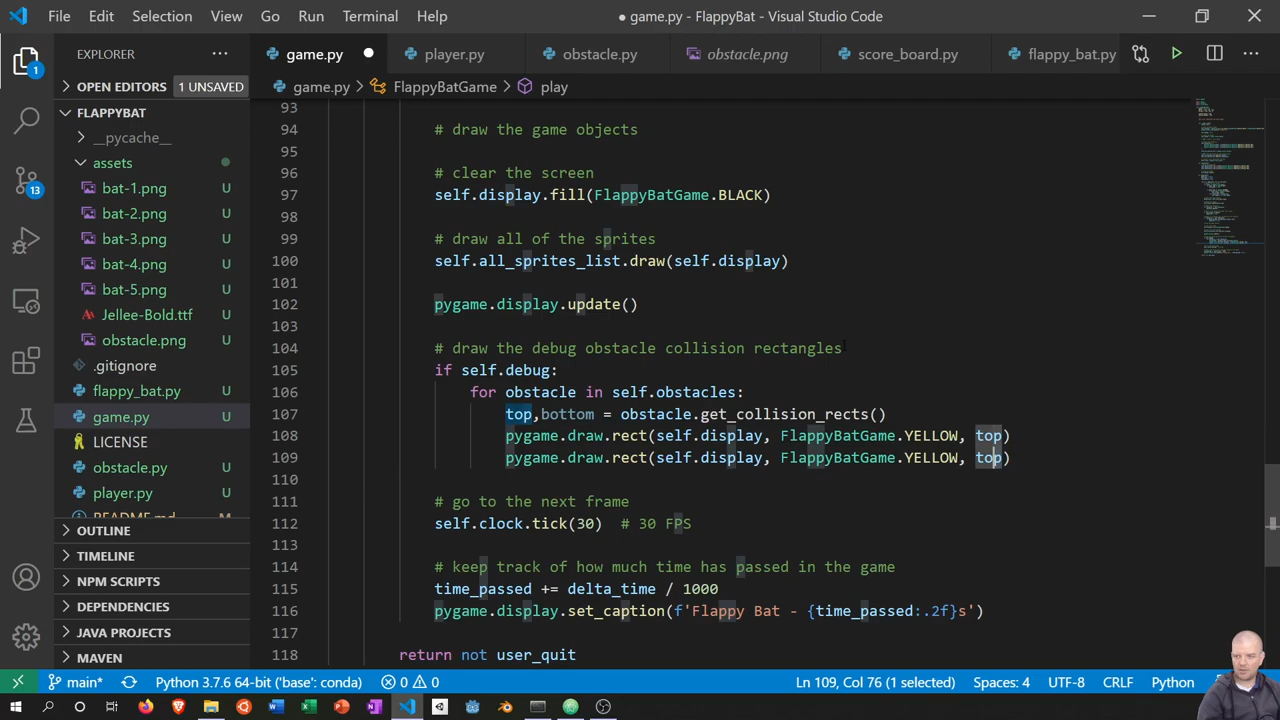 File Edit Selection View Go Run Terminal Help ● game.py - FlappyBat - Visual Studio Code
EXPLORER ··· game.py ● player.py obstacle.py obstacle.png score_board.py flappy_bat.py
OPEN EDITORS 1 UNSAVED
game.py > FlappyBatGame > play
FLAPPYBAT
__pycache__
assets
bat-1.png U
bat-2.png U
bat-3.png U
bat-4.png U
bat-5.png U
Jellee-Bold.ttf U
obstacle.png U
.gitignore
flappy_bat.py U
game.py U
LICENSE
obstacle.py U
player.py U
README.md
OUTLINE
TIMELINE
NPM SCRIPTS
DEPENDENCIES
JAVA PROJECTS
MAVEN
1
13
93
94 # draw the game objects
95
96 # clear the screen
97 self.display.fill(FlappyBatGame.BLACK)
98
99 # draw all of the sprites
100 self.all_sprites_list.draw(self.display)
101
102 pygame.display.update()
103
104 # draw the debug obstacle collision rectangles
105 if self.debug:
106 for obstacle in self.obstacles:
107 top,bottom = obstacle.get_collision_rects()
108 pygame.draw.rect(self.display, FlappyBatGame.YELLOW, top)
109 pygame.draw.rect(self.display, FlappyBatGame.YELLOW, top)
110
111 # go to the next frame
112 self.clock.tick(30) # 30 FPS
113
114 # keep track of how much time has passed in the game
115 time_passed += delta_time / 1000
116 pygame.display.set_caption(f'Flappy Bat - {time_passed:.2f}s')
117
118 return not user_quit
main* Python 3.7.6 64-bit ('base': conda) 0 0 Ln 109, Col 76 (1 selected) Spaces: 4 UTF-8 CRLF Python